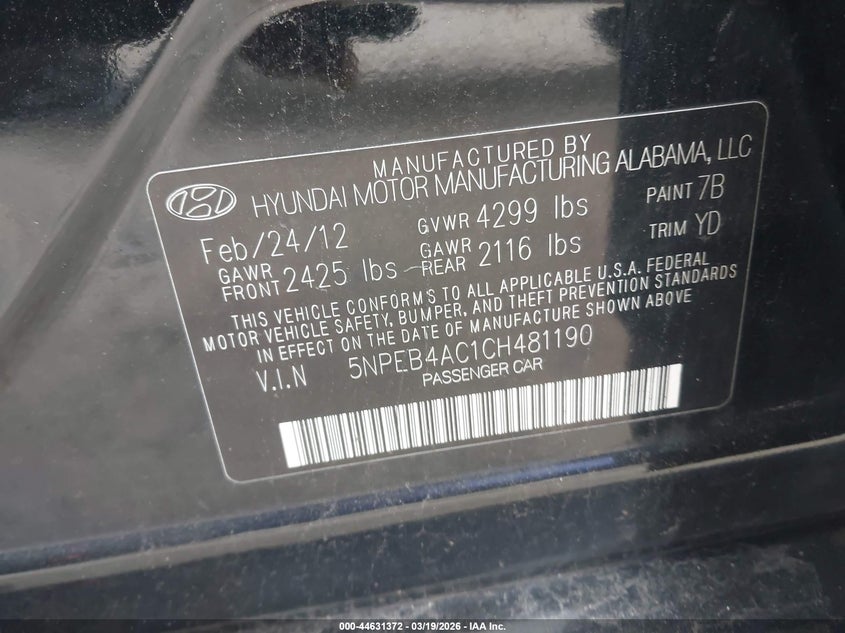 MANUFACTURED BY
HYUNDAI MOTOR MANUFACTURING ALABAMA, LLC
Feb/24/12 GVWR 4299 lbs PAINT 7B
GAWR FRONT 2425 lbs GAWR REAR 2116 lbs TRIM YD
THIS VEHICLE CONFORMS TO ALL APPLICABLE U.S.A. FEDERAL
MOTOR VEHICLE SAFETY, BUMPER, AND THEFT PREVENTION STANDARDS
IN EFFECT ON THE DATE OF MANUFACTURE SHOWN ABOVE
V.I.N 5NPEB4AC1CH481190
PASSENGER CAR
000-44631372 - 03/19/2026 - IAA Inc.